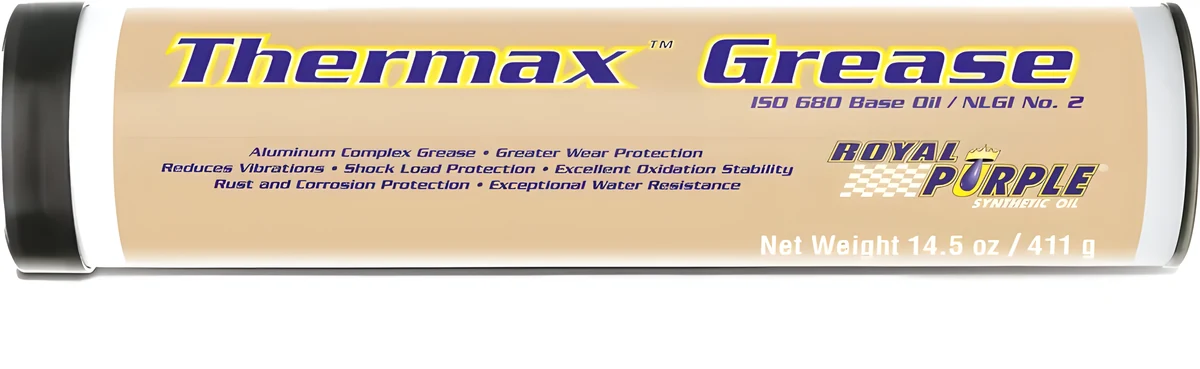 Thermax™ Grease
ISO 680 Base Oil / NLGI No. 2
Aluminum Complex Grease • Greater Wear Protection
Reduces Vibrations • Shock Load Protection • Excellent Oxidation Stability
Rust and Corrosion Protection • Exceptional Water Resistance
ROYAL
PURPLE®
SYNTHETIC OIL
Net Weight 14.5 oz / 411 g